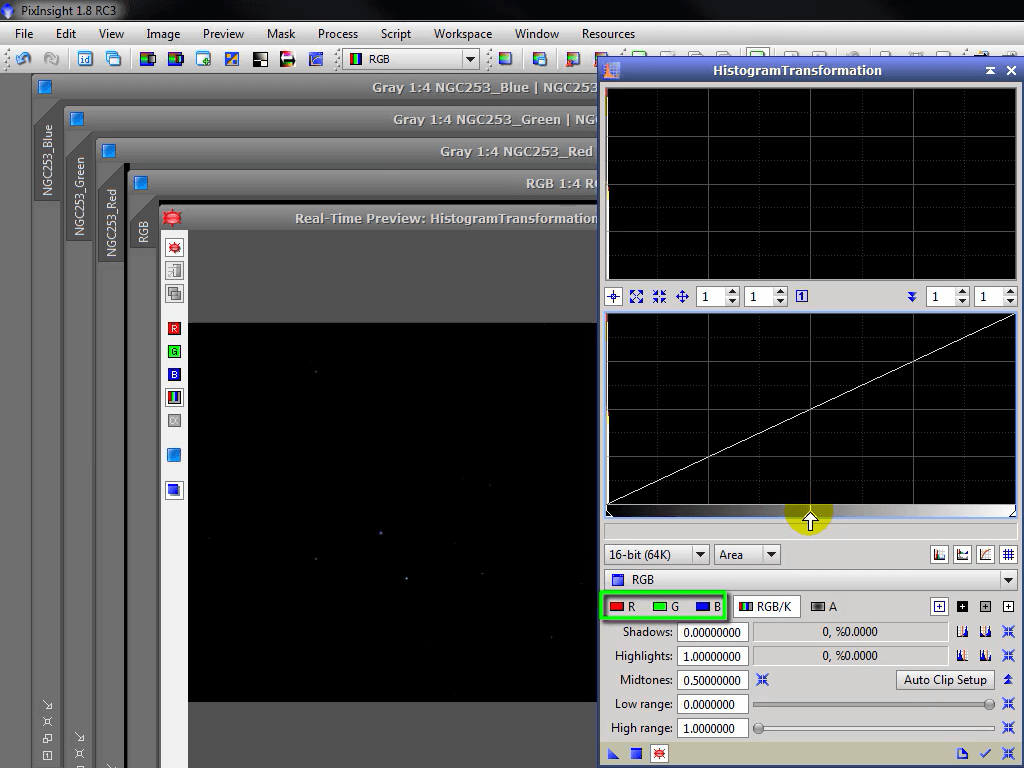 PixInsight 1.8 RC3
File Edit View Image Preview Mask Process Script Workspace Window Resources
RGB
HistogramTransformation
Gray 1:4 NGC253_Blue | NGC253
NGC253_Blue
Gray 1:4 NGC253_Green | NG
NGC253_Green
Gray 1:4 NGC253_Red
NGC253_Red
RGB 1:4 RG
RGB
Real-Time Preview: HistogramTransformation
R
G
B
1 1 1 1 1
16-bit (64K) Area
RGB
R G B RGB/K A
Shadows: 0.00000000 0, %0.0000
Highlights: 1.00000000 0, %0.0000
Midtones: 0.50000000 Auto Clip Setup
Low range: 0.0000000
High range: 1.0000000